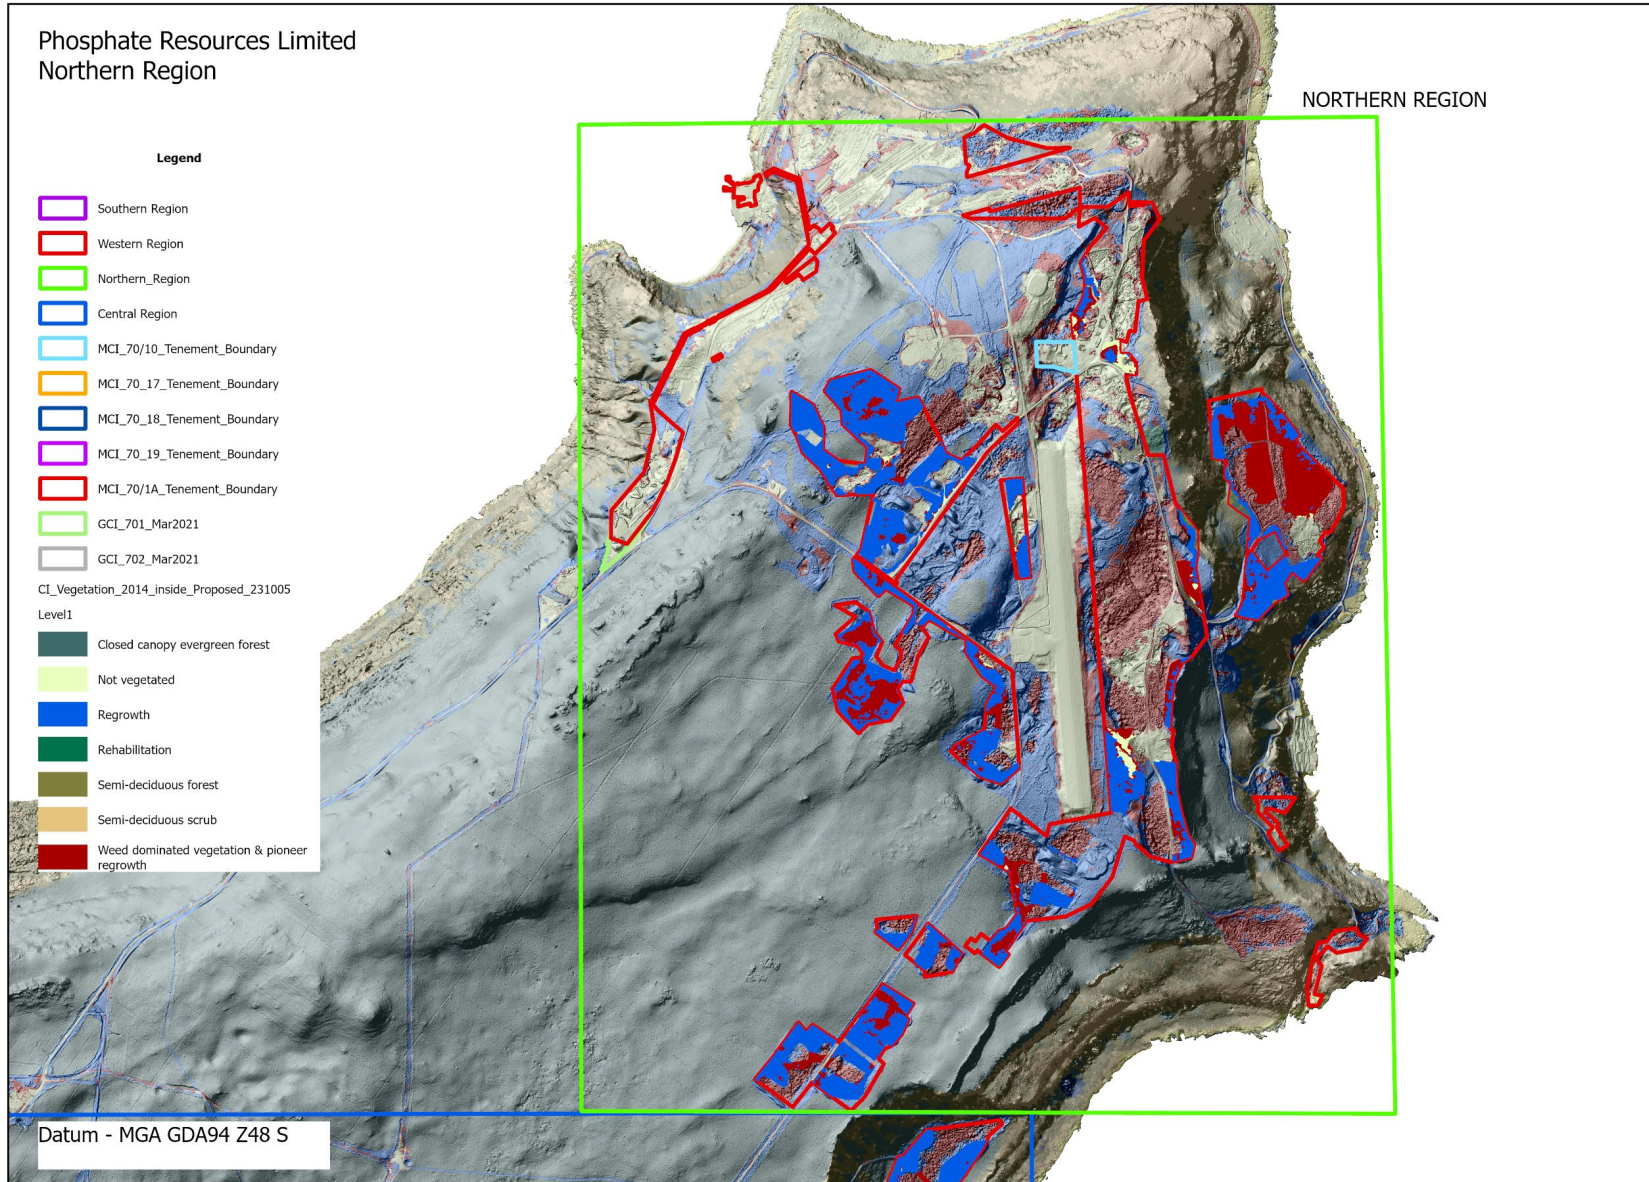 Phosphate Resources Limited
Northern Region
NORTHERN REGION
Legend
Southern Region
Western Region
Northern_Region
Central Region
MCI_70/10_Tenement_Boundary
MCI_70_17_Tenement_Boundary
MCI_70_18_Tenement_Boundary
MCI_70_19_Tenement_Boundary
MCI_70/1A_Tenement_Boundary
GCI_701_Mar2021
GCI_702_Mar2021
CI_Vegetation_2014_inside_Proposed_231005
Level1
Closed canopy evergreen forest
Not vegetated
Regrowth
Rehabilitation
Semi-deciduous forest
Semi-deciduous scrub
Weed dominated vegetation & pioneer
regrowth
Datum - MGA GDA94 Z48 S